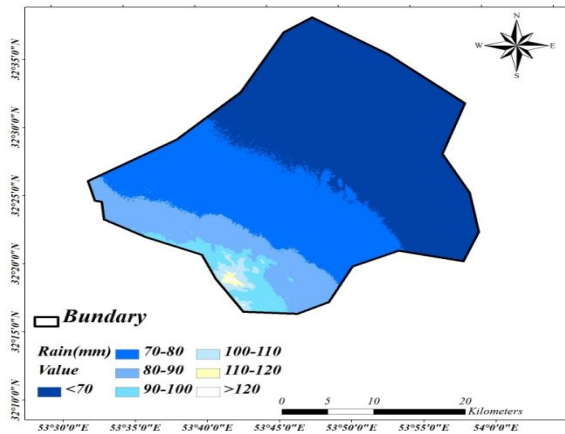 N
W E
S
32°35'0"N
32°30'0"N
32°25'0"N
32°20'0"N
32°15'0"N
32°10'0"N
Bundary
Rain(mm)
Value
<70
70-80
80-90
90-100
100-110
110-120
>120
0 5 10 20
Kilometers
53°30'0"E 53°35'0"E 53°40'0"E 53°45'0"E 53°50'0"E 53°55'0"E 54°0'0"E